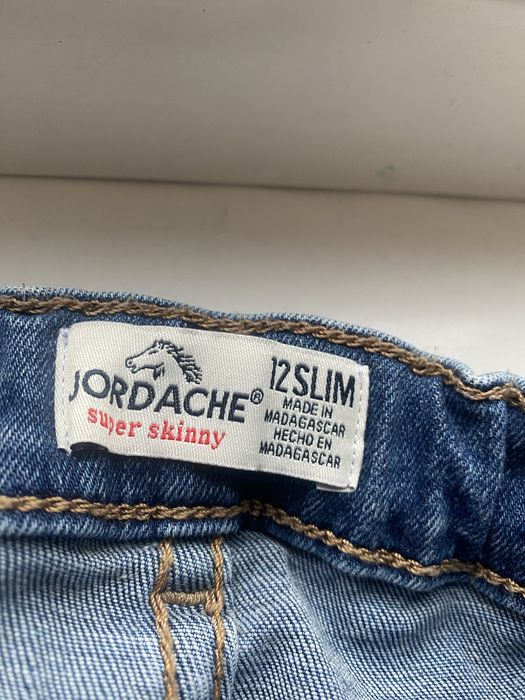 JORDACHE®
super skinny
12 SLIM
MADE IN
MADAGASCAR
HECHO EN
MADAGASCAR